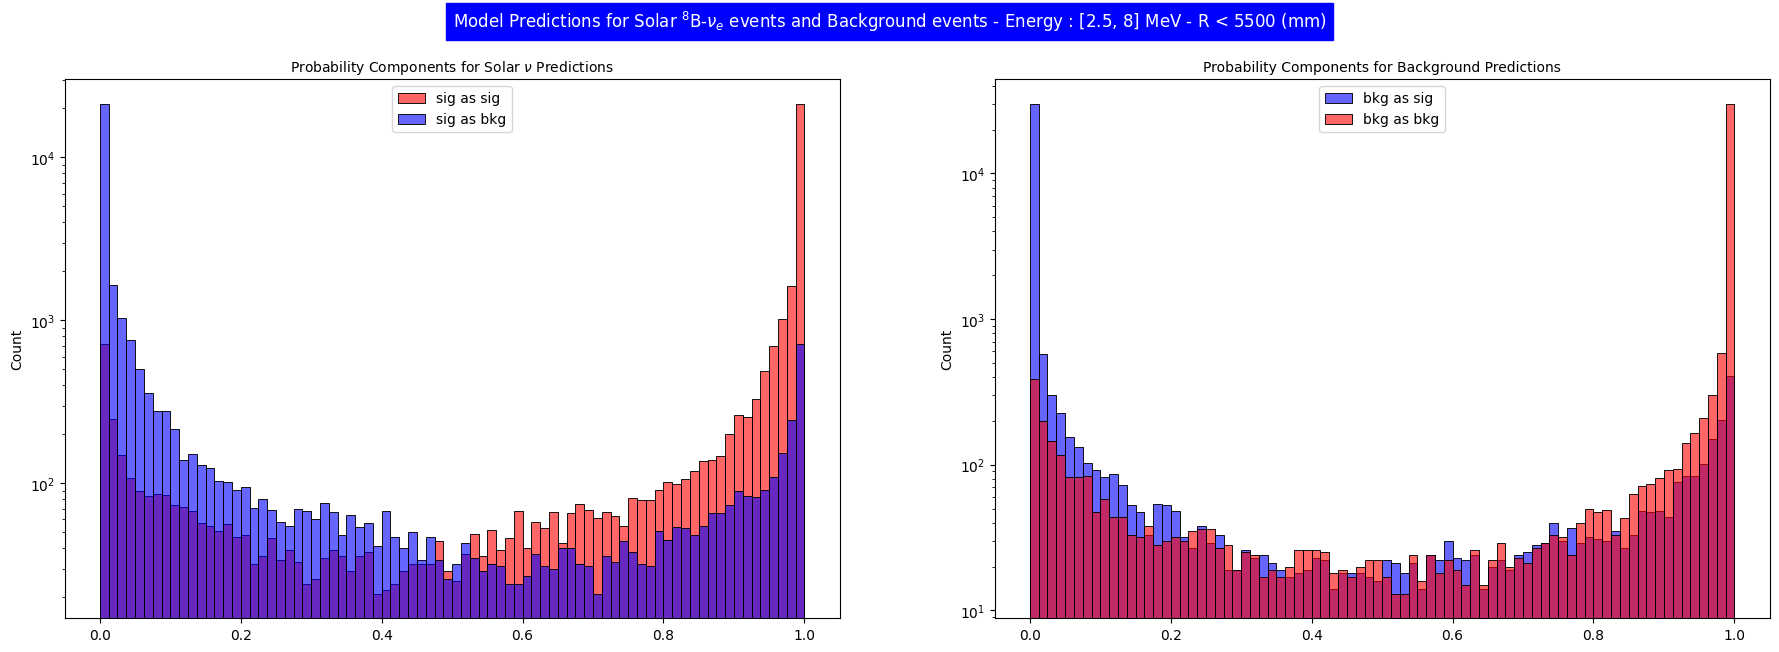 Model Predictions for Solar ⁸B-νₑ events and Background events - Energy : [2.5, 8] MeV - R < 5500 (mm)
Probability Components for Solar ν Predictions
sig as sig
sig as bkg
Count
10⁴
10³
10²
0.0 0.2 0.4 0.6 0.8 1.0
Probability Components for Background Predictions
bkg as sig
bkg as bkg
Count
10⁴
10³
10²
10¹
0.0 0.2 0.4 0.6 0.8 1.0